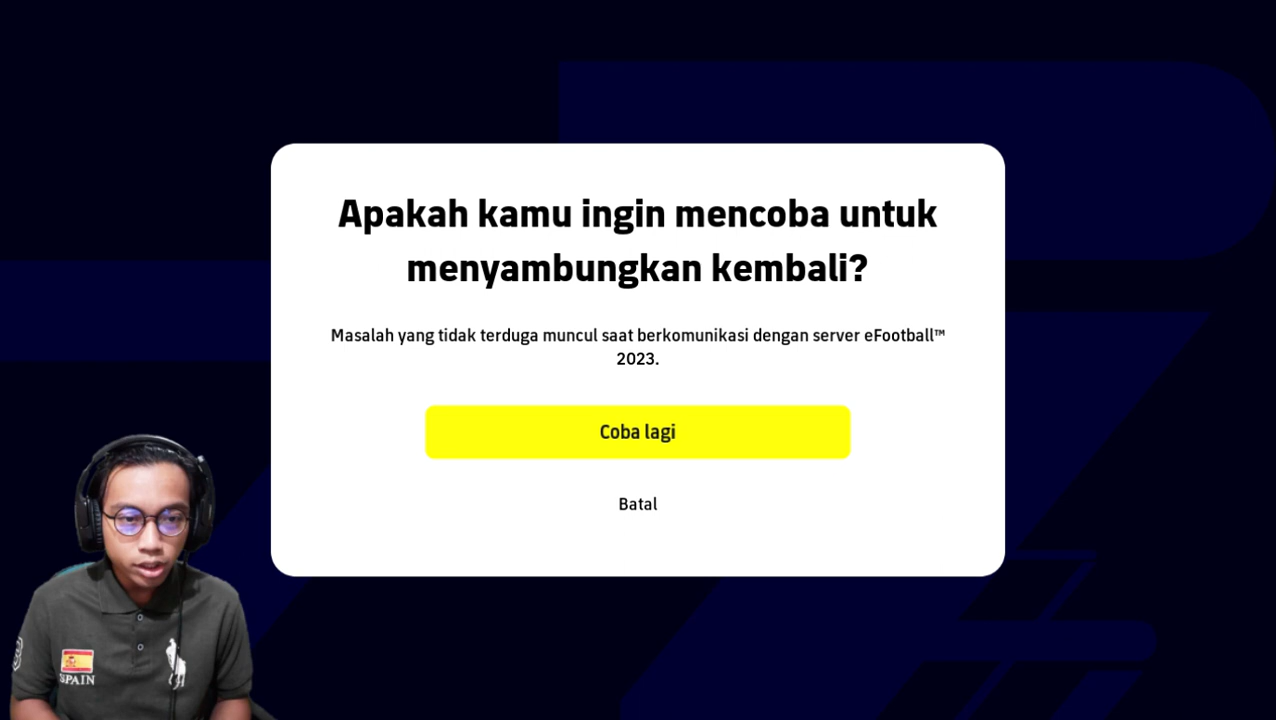 Apakah kamu ingin mencoba untuk
menyambungkan kembali?
Masalah yang tidak terduga muncul saat berkomunikasi dengan server eFootball™
2023.
Coba lagi
Batal
SPAIN